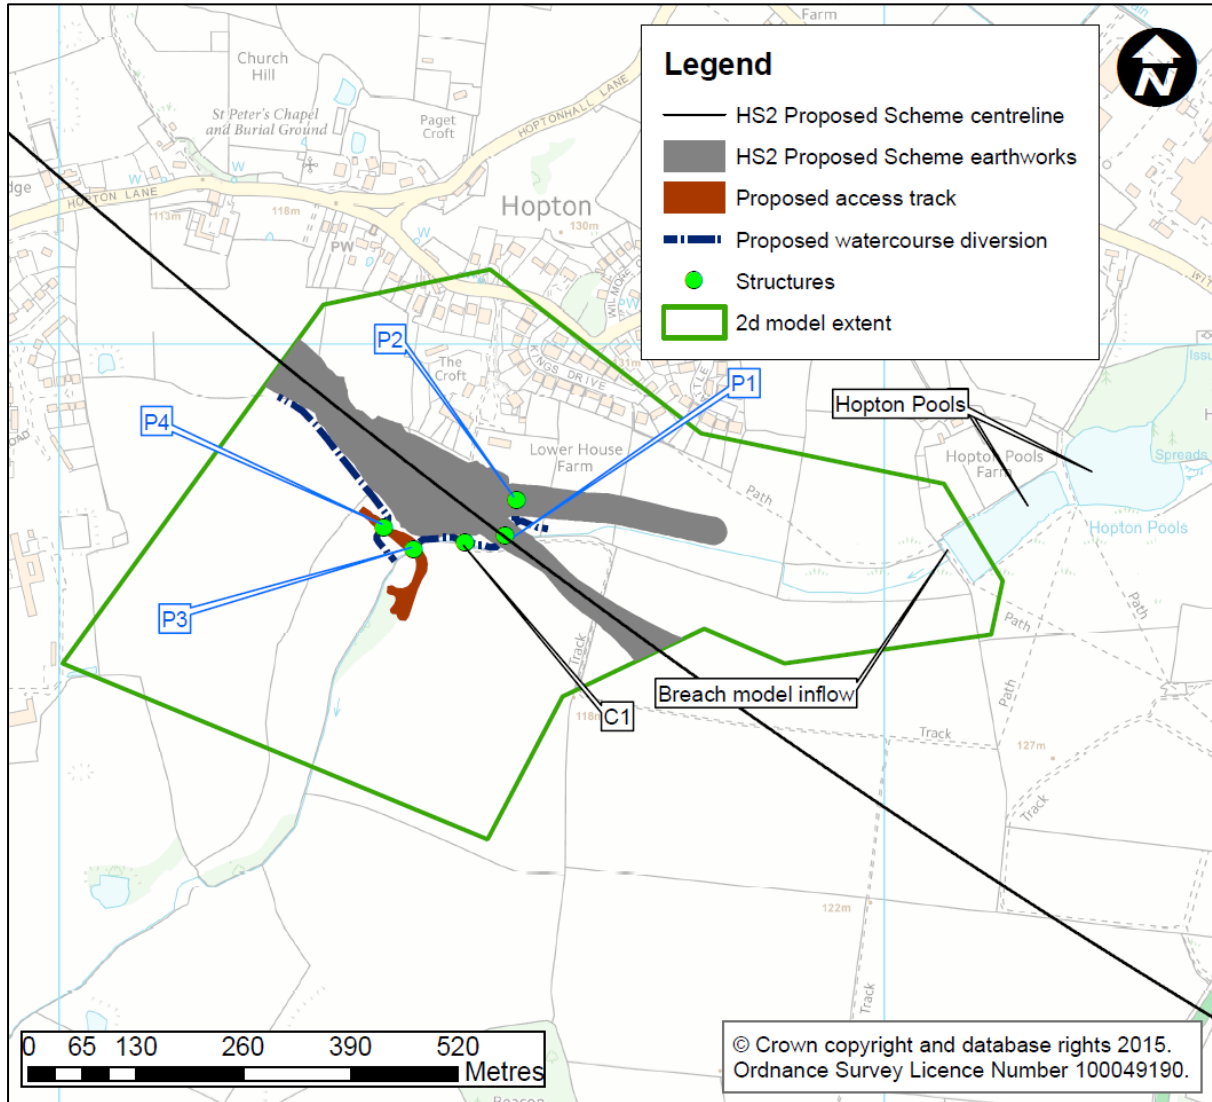 Farm
Church
Hill
St Peter's Chapel
and Burial Ground
Paget
Croft
HOPTONHALL LANE
HOPTON LANE
W
W
W
113m
118m
PW
Hopton
130m
Legend
HS2 Proposed Scheme centreline
HS2 Proposed Scheme earthworks
Proposed access track
Proposed watercourse diversion
Structures
2d model extent
N
PW
131m
KINGS DRIVE
The
Croft
P2
P1
P4
P3
C1
Lower House
Farm
Path
Hopton Pools
Hopton Pools
Farm
Spreads
Hopton Pools
Issu
Breach model inflow
Path
Path
Path
Track
118m
Track
127m
Track
122m
Track
0 65 130 260 390 520
Metres
© Crown copyright and database rights 2015.
Ordnance Survey Licence Number 100049190.
Beacon